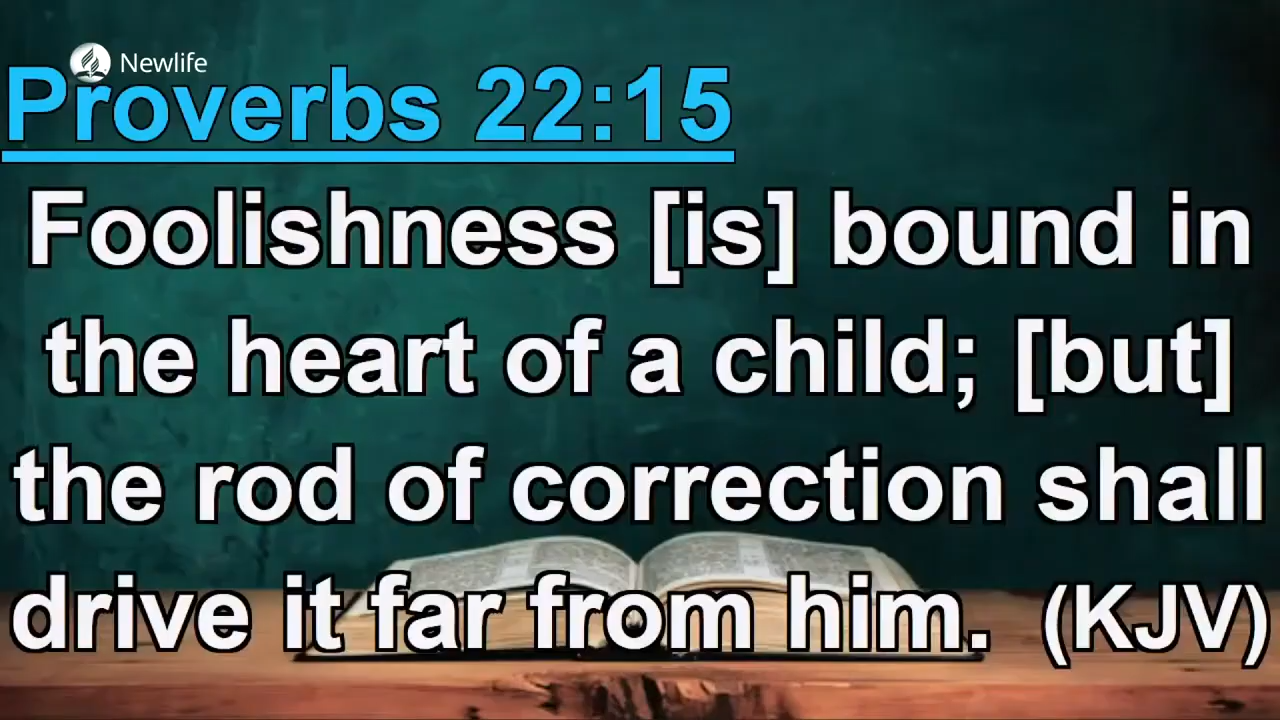 Newlife
Proverbs 22:15
Foolishness [is] bound in
the heart of a child; [but]
the rod of correction shall
drive it far from him. (KJV)